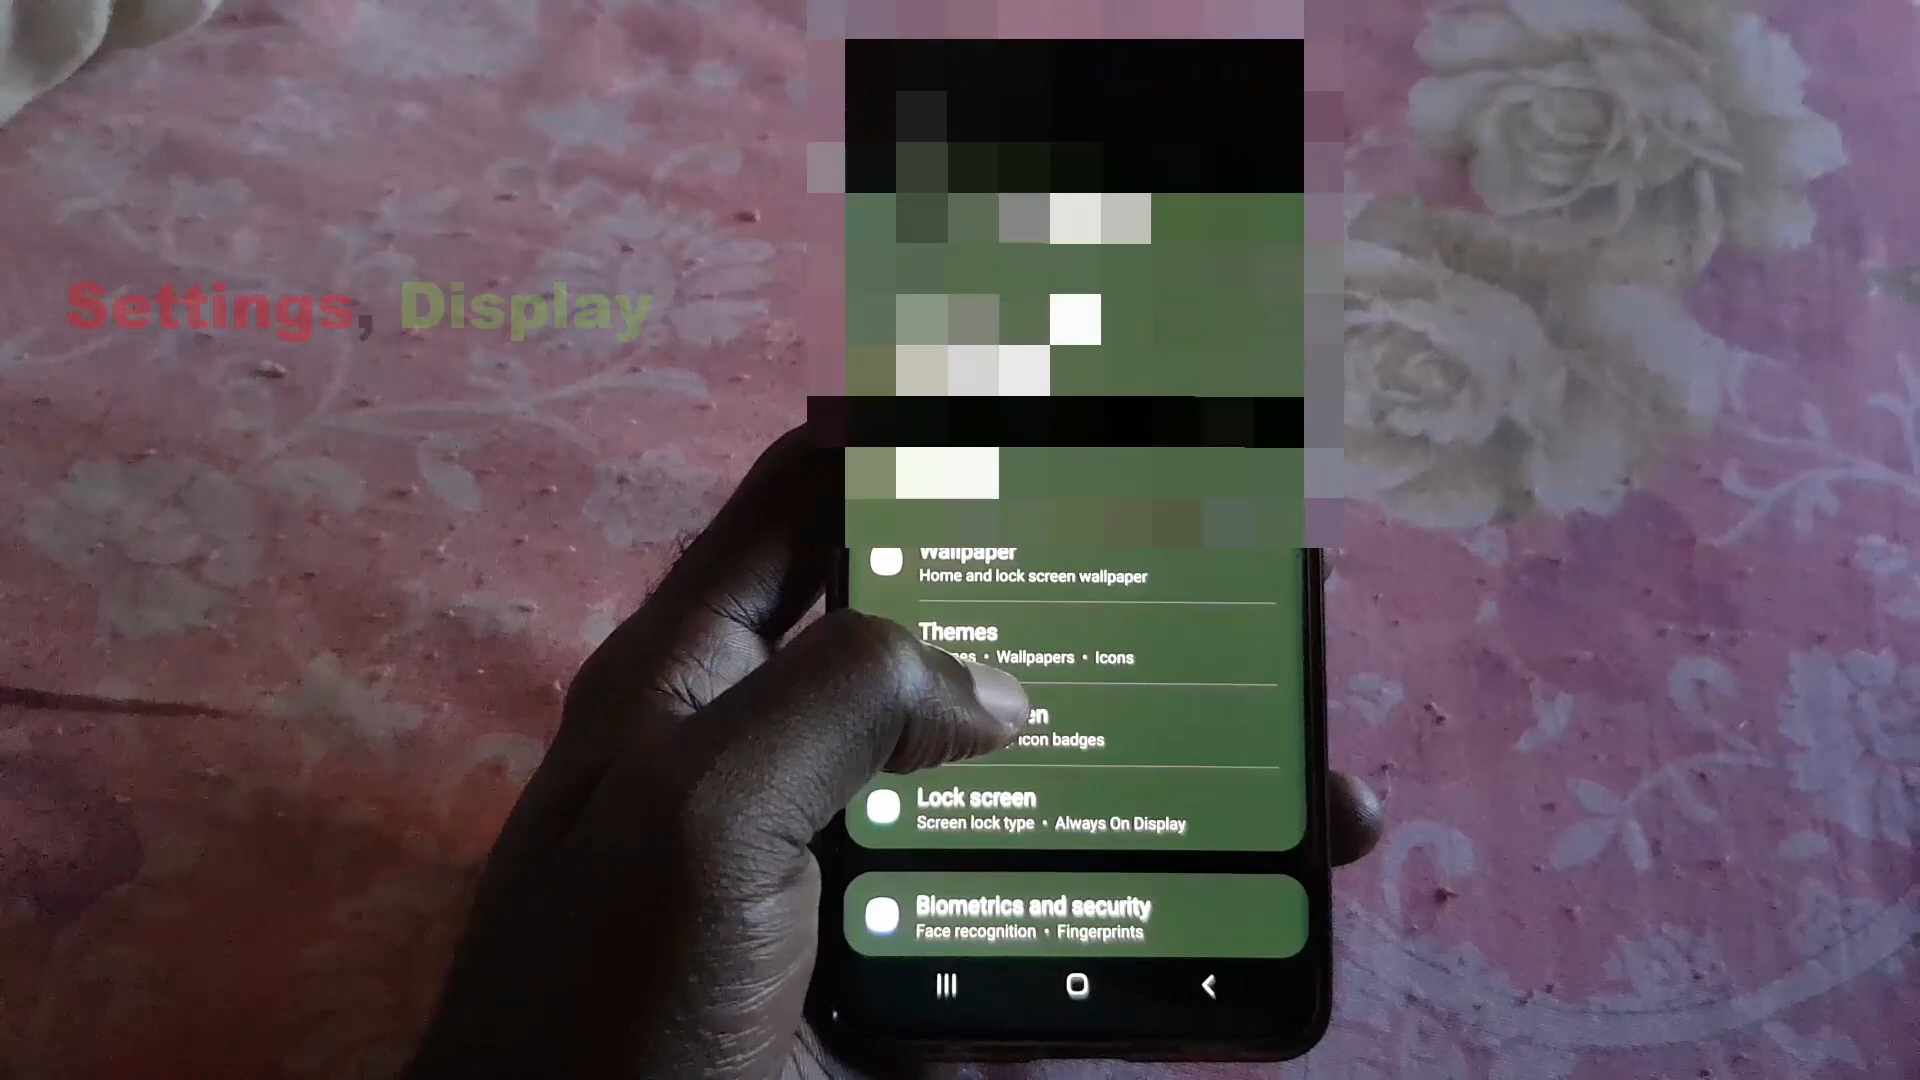 Settings, Display
Wallpaper
Home and lock screen wallpaper
Themes
• Wallpapers • Icons
icon badges
Lock screen
Screen lock type • Always On Display
Biometrics and security
Face recognition • Fingerprints